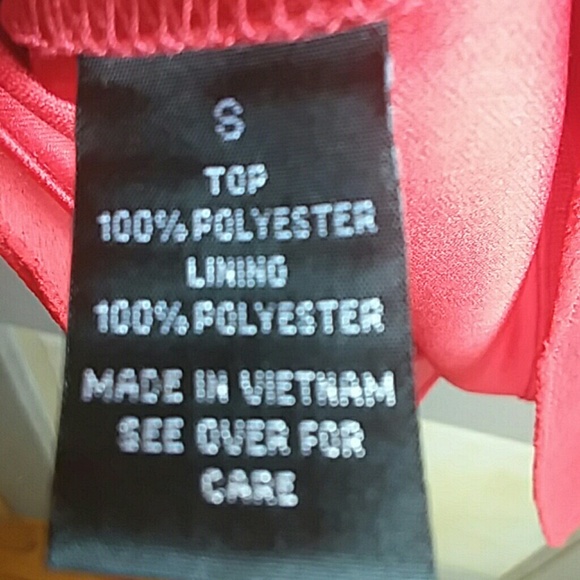 S
TOP
100% POLYESTER
LINING
100% POLYESTER
MADE IN VIETNAM
SEE OVER FOR
CARE